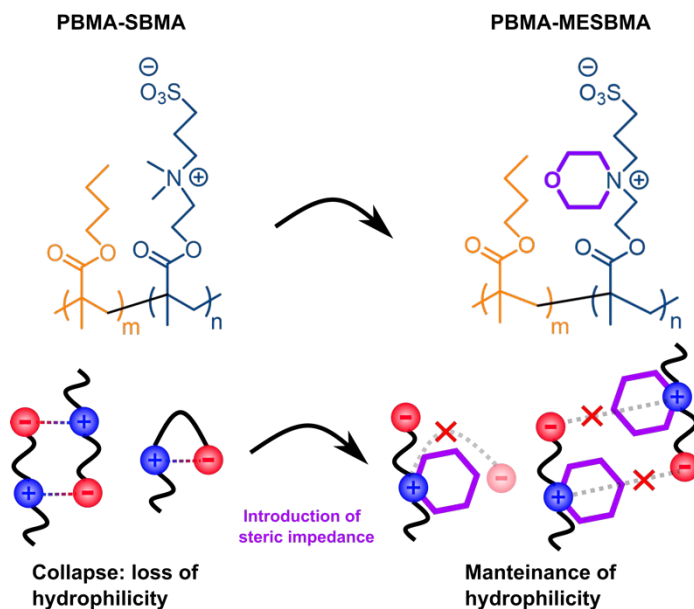 PBMA-SBMA
PBMA-MESBMA
⊖
O₃S
N ⊕
O
O
O
O
m
n
⊖
O₃S
O
N ⊕
O
O
O
O
m
n
−
+
+
−
+
−
−
+
−
−
+
+
−
Introduction of
steric impedance
Collapse: loss of
hydrophilicity
Manteinance of
hydrophilicity